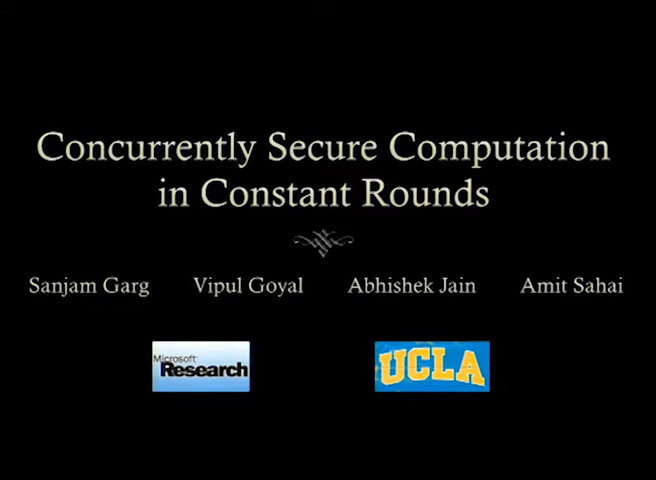 Concurrently Secure Computation
in Constant Rounds
Sanjam Garg Vipul Goyal Abhishek Jain Amit Sahai
Microsoft
Research
UCLA